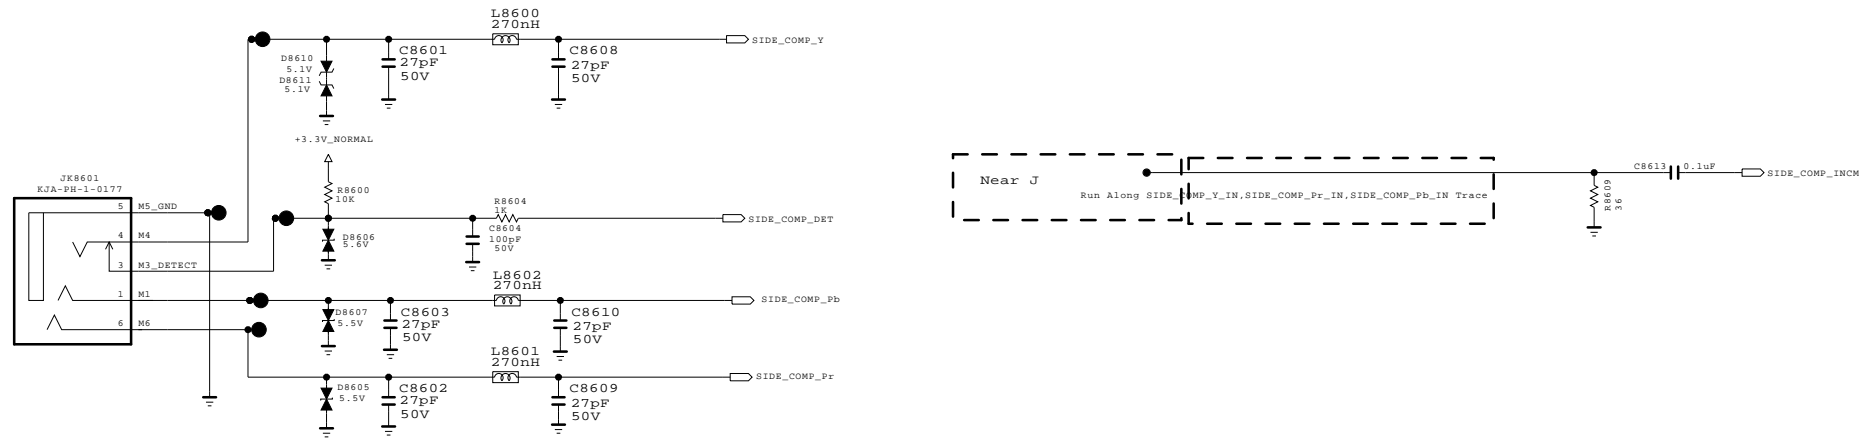 L8600
270nH
SIDE_COMP_Y
C8601
27pF
50V
C8608
27pF
50V
D8610
5.1V
D8611
5.1V
+3.3V_NORMAL
R8600
10K
JK8601
KJA-PH-1-0177
5 M5_GND
4 M4
3 M3_DETECT
1 M1
6 M6
D8606
5.6V
R8604
1K
C8604
100pF
50V
SIDE_COMP_DET
L8602
270nH
SIDE_COMP_Pb
D8607
5.5V
C8603
27pF
50V
C8610
27pF
50V
L8601
270nH
SIDE_COMP_Pr
D8605
5.5V
C8602
27pF
50V
C8609
27pF
50V
Near J
Run Along SIDE_COMP_Y_IN,SIDE_COMP_Pr_IN,SIDE_COMP_Pb_IN Trace
R8609
36
C8613 0.1uF
SIDE_COMP_INCM